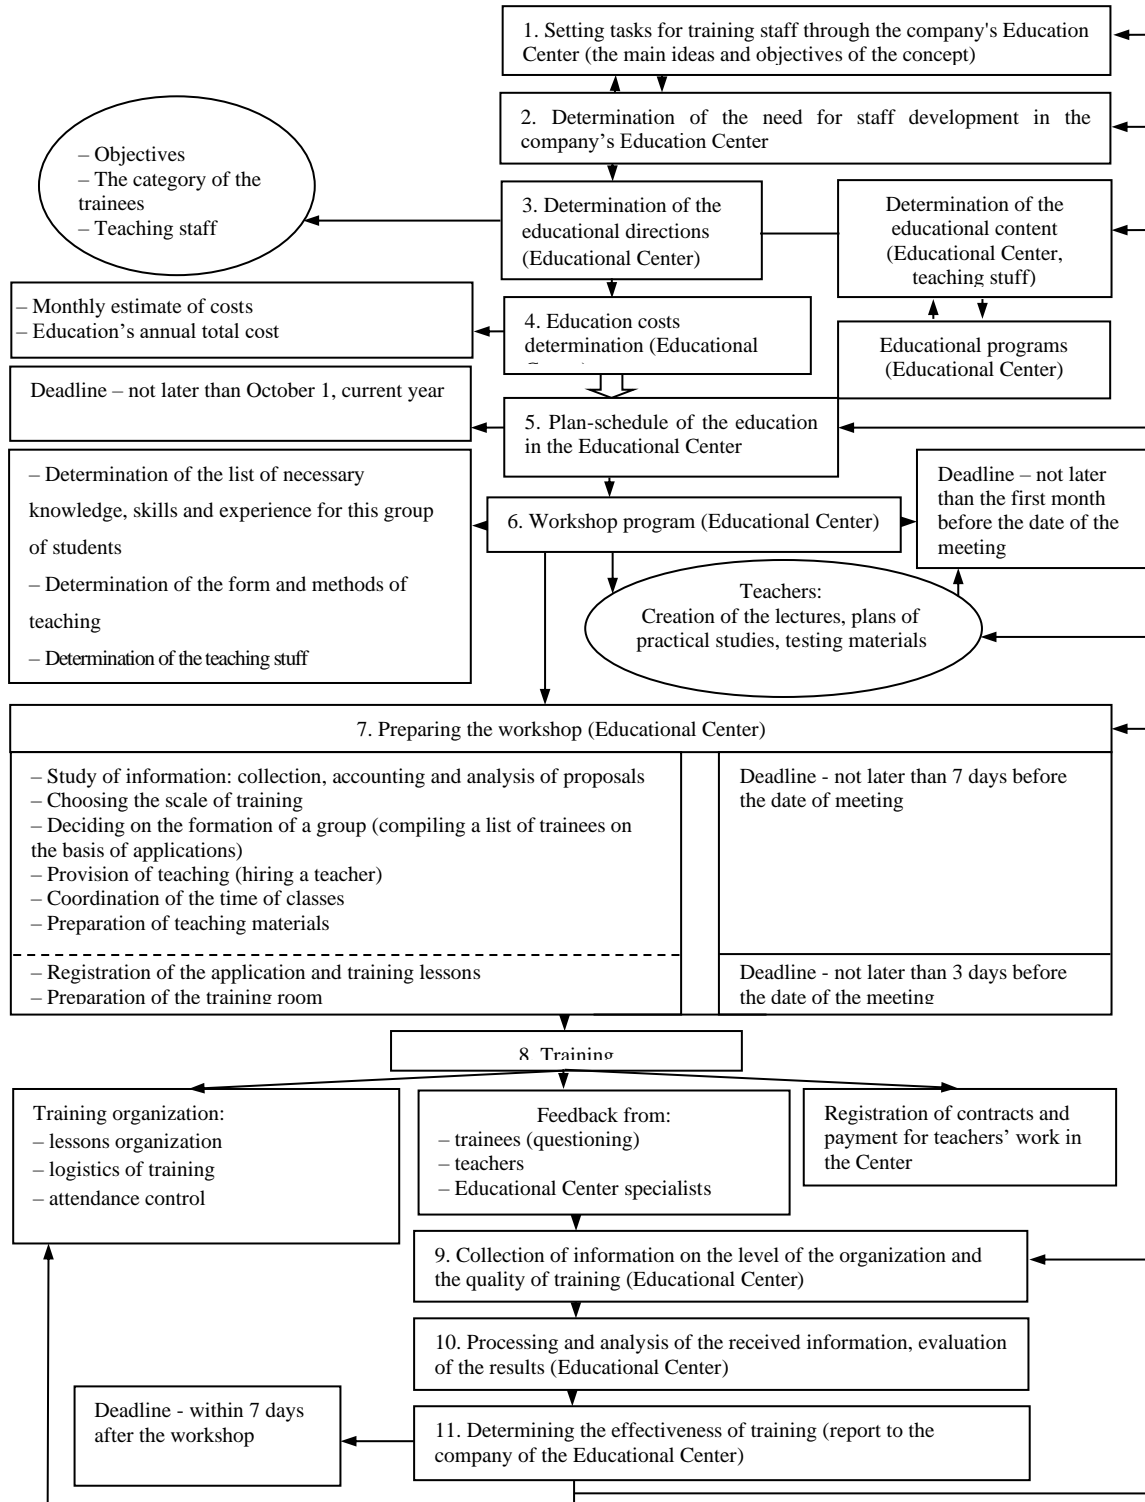 1. Setting tasks for training staff through the company's Education
Center (the main ideas and objectives of the concept)
2. Determination of the need for staff development in the
company’s Education Center
– Objectives
– The category of the
trainees
– Teaching staff
3. Determination of the
educational directions
(Educational Center)
Determination of the
educational content
(Educational Center,
teaching stuff)
– Monthly estimate of costs
– Education’s annual total cost
4. Education costs
determination (Educational
Educational programs
(Educational Center)
Deadline – not later than October 1, current year
5. Plan-schedule of the education
in the Educational Center
– Determination of the list of necessary
knowledge, skills and experience for this group
of students
– Determination of the form and methods of
teaching
– Determination of the teaching stuff
6. Workshop program (Educational Center)
Deadline – not later
than the first month
before the date of the
meeting
Teachers:
Creation of the lectures, plans of
practical studies, testing materials
7. Preparing the workshop (Educational Center)
– Study of information: collection, accounting and analysis of proposals
– Choosing the scale of training
– Deciding on the formation of a group (compiling a list of trainees on
the basis of applications)
– Provision of teaching (hiring a teacher)
– Coordination of the time of classes
– Preparation of teaching materials
Deadline - not later than 7 days before
the date of meeting
– Registration of the application and training lessons
– Preparation of the training room
Deadline - not later than 3 days before
the date of the meeting
8. Training
Training organization:
– lessons organization
– logistics of training
– attendance control
Feedback from:
– trainees (questioning)
– teachers
– Educational Center specialists
Registration of contracts and
payment for teachers’ work in
the Center
9. Collection of information on the level of the organization and
the quality of training (Educational Center)
10. Processing and analysis of the received information, evaluation
of the results (Educational Center)
Deadline - within 7 days
after the workshop
11. Determining the effectiveness of training (report to the
company of the Educational Center)